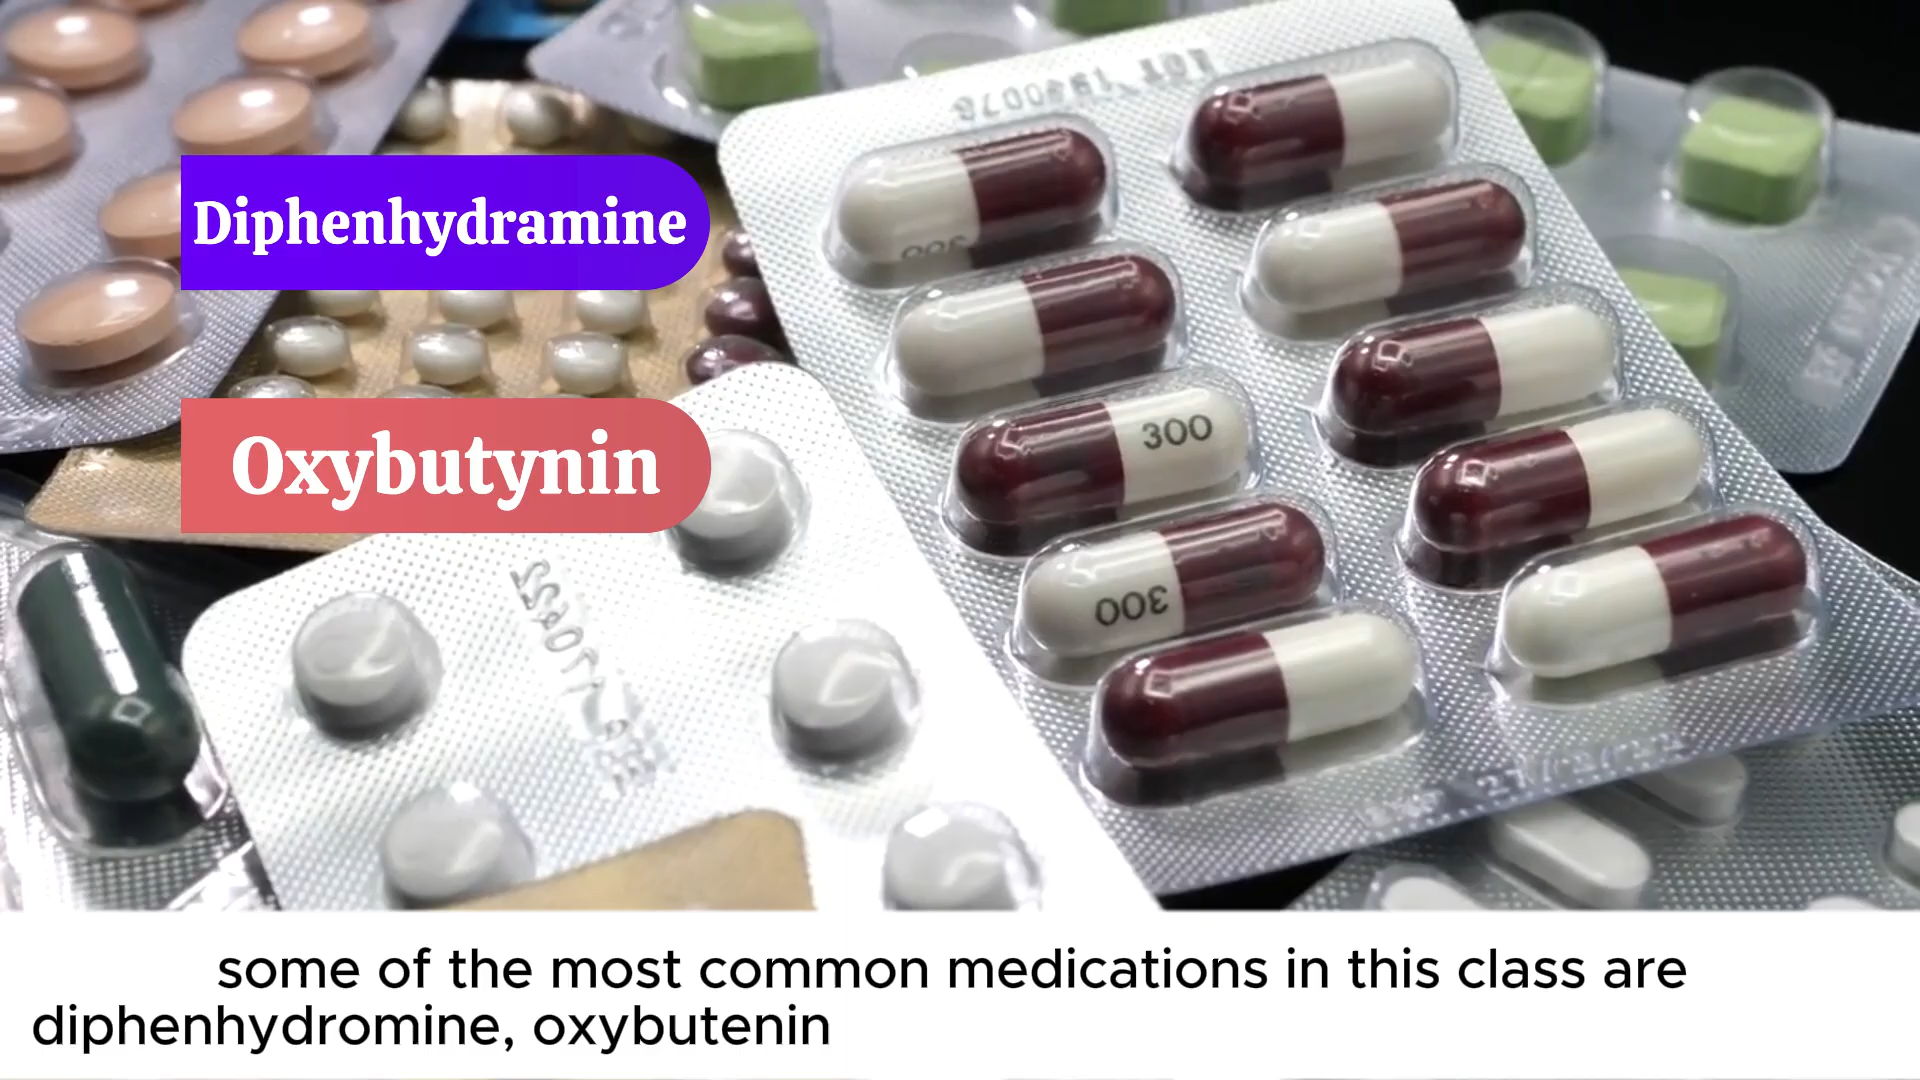 Diphenhydramine
Oxybutynin
300
300
some of the most common medications in this class are
diphenhydromine, oxybutenin